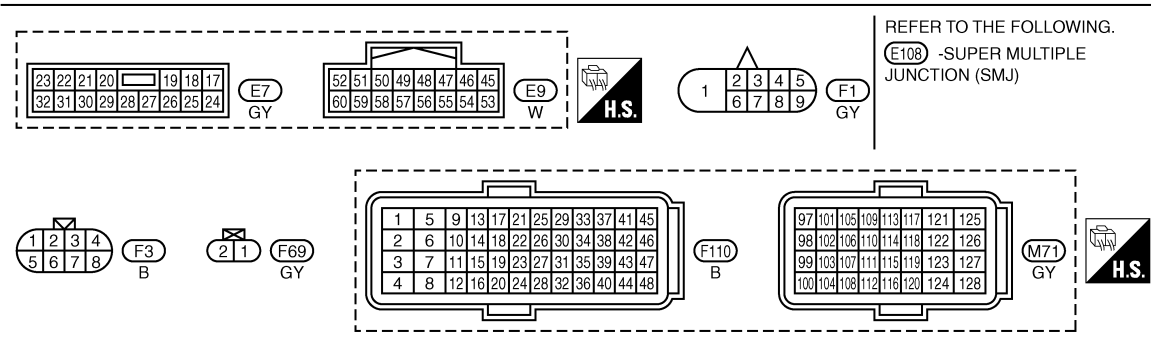 REFER TO THE FOLLOWING.
E108 -SUPER MULTIPLE
JUNCTION (SMJ)
23 22 21 20 19 18 17
32 31 30 29 28 27 26 25 24
E7
GY
52 51 50 49 48 47 46 45
60 59 58 57 56 55 54 53
E9
W
H.S.
1
2 3 4 5
6 7 8 9
F1
GY
1 2 3 4
5 6 7 8
F3
B
2 1
F69
GY
1 5 9 13 17 21 25 29 33 37 41 45
2 6 10 14 18 22 26 30 34 38 42 46
3 7 11 15 19 23 27 31 35 39 43 47
4 8 12 16 20 24 28 32 36 40 44 48
F110
B
97 101 105 109 113 117 121 125
98 102 106 110 114 118 122 126
99 103 107 111 115 119 123 127
100 104 108 112 116 120 124 128
M71
GY
H.S.